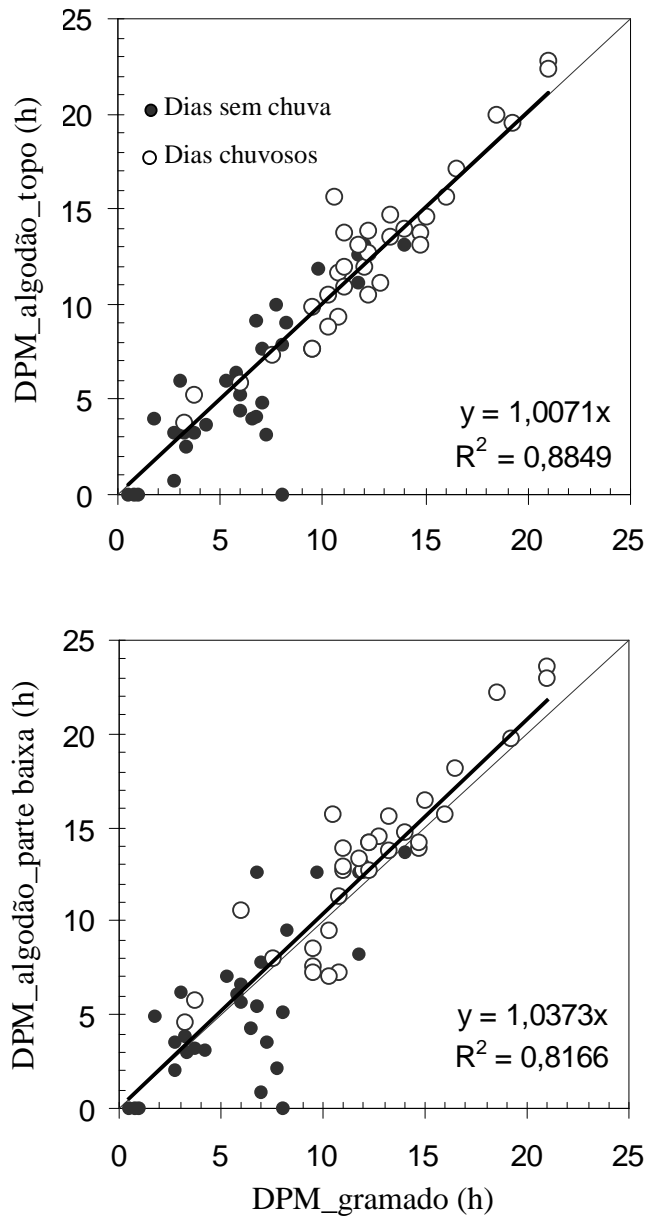 DPM_algodão_topo (h)
25
20
15
10
5
0
Dias sem chuva
Dias chuvosos
y = 1,0071x
R² = 0,8849
0 5 10 15 20 25
DPM_algodão_parte baixa (h)
25
20
15
10
5
0
y = 1,0373x
R² = 0,8166
0 5 10 15 20 25
DPM_gramado (h)